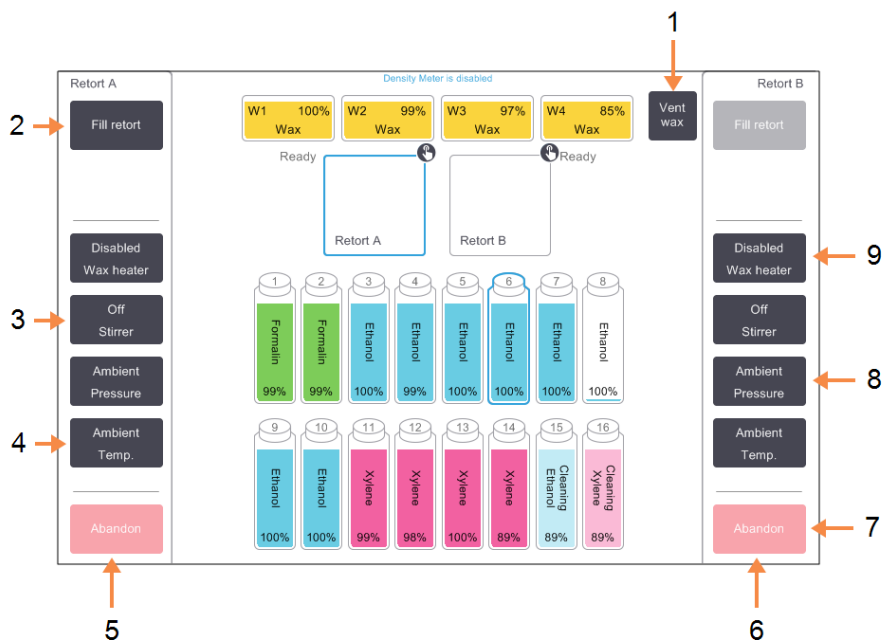 1
Retort A
Density Meter is disabled
Retort B
2
Fill retort
W1 100%
Wax
W2 99%
Wax
W3 97%
Wax
W4 85%
Wax
Vent
wax
Fill retort
Ready
Ready
Retort A
Retort B
Disabled
Wax heater
Disabled
Wax heater
9
3
Off
Stirrer
Off
Stirrer
1
2
3
4
5
6
7
8
Formalin
Formalin
Ethanol
Ethanol
Ethanol
Ethanol
Ethanol
Ethanol
99%
99%
100%
99%
100%
100%
100%
100%
Ambient
Pressure
Ambient
Pressure
8
4
Ambient
Temp.
Ambient
Temp.
9
10
11
12
13
14
15
16
Ethanol
Ethanol
Xylene
Xylene
Xylene
Xylene
Cleaning
Ethanol
Cleaning
Xylene
100%
100%
99%
98%
100%
89%
89%
89%
Abandon
Abandon
7
5
6